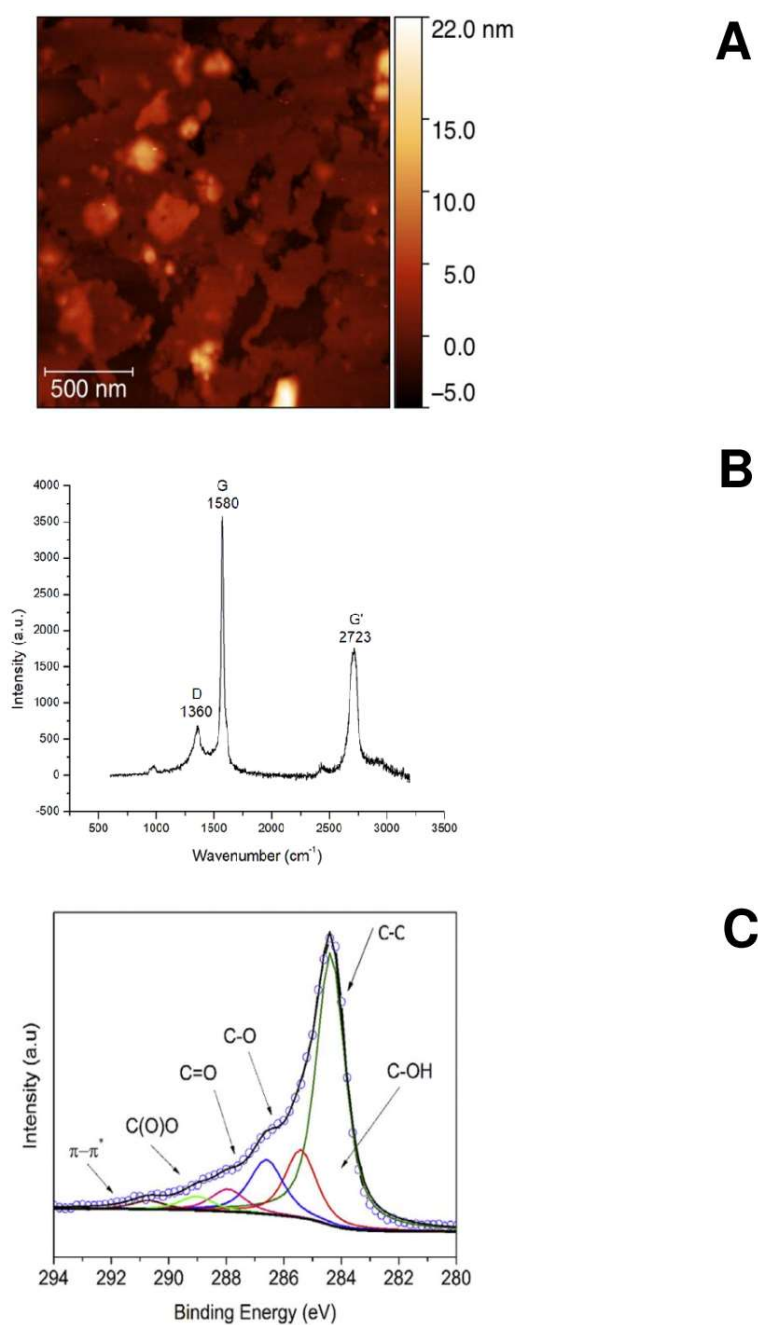 A
22.0 nm
15.0
10.0
5.0
0.0
−5.0
500 nm
B
4000
3500
3000
2500
2000
1500
1000
500
0
-500
G
1580
G'
2723
D
1360
Intensity (a.u.)
500 1000 1500 2000 2500 3000 3500
Wavenumber (cm⁻¹)
C
C-C
C-O
C-OH
C=O
C(O)O
π−π*
Intensity (a.u)
294 292 290 288 286 284 282 280
Binding Energy (eV)